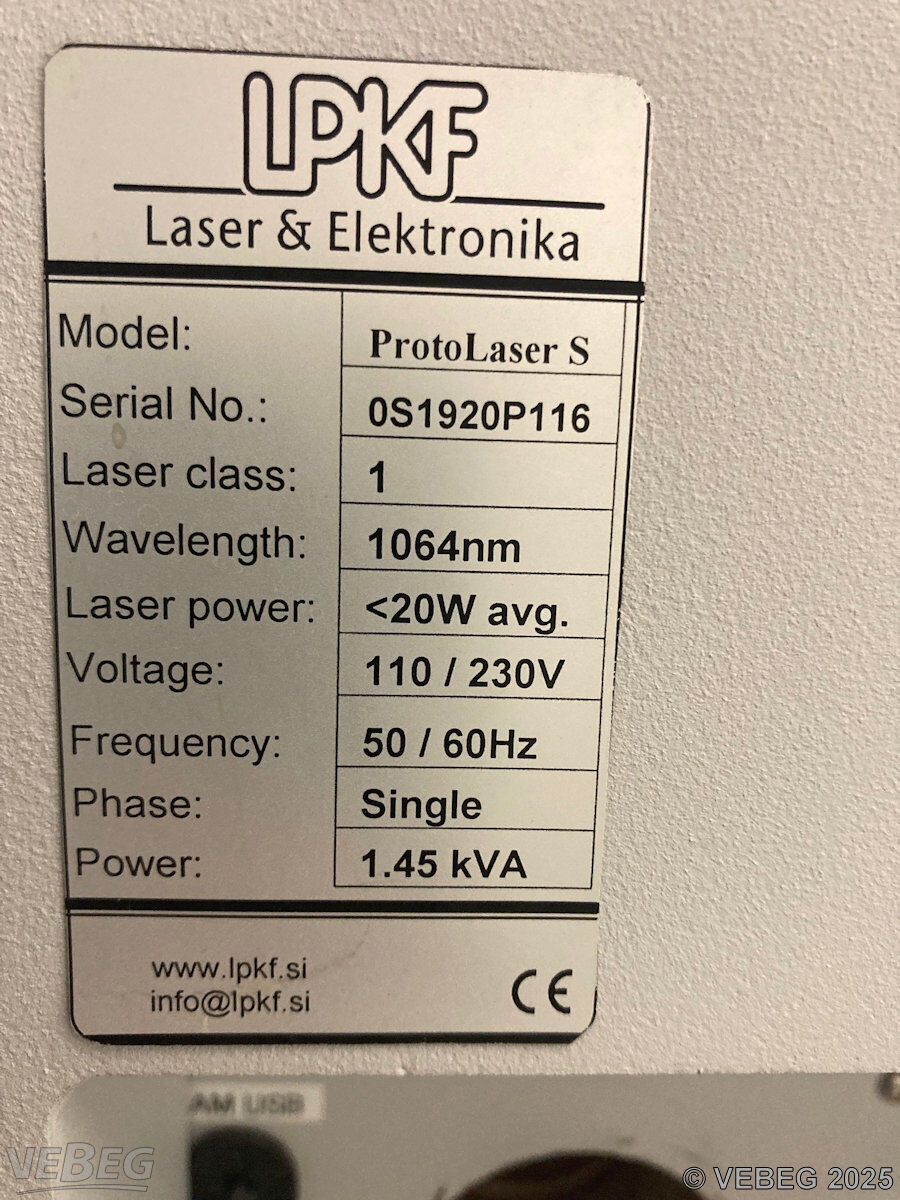 LPKF
Laser & Elektronika
Model: ProtoLaser S
Serial No.: 0S1920P116
Laser class: 1
Wavelength: 1064nm
Laser power: <20W avg.
Voltage: 110 / 230V
Frequency: 50 / 60Hz
Phase: Single
Power: 1.45 kVA
www.lpkf.si
info@lpkf.si
CE
AM USB
VEBEG
© VEBEG 2025